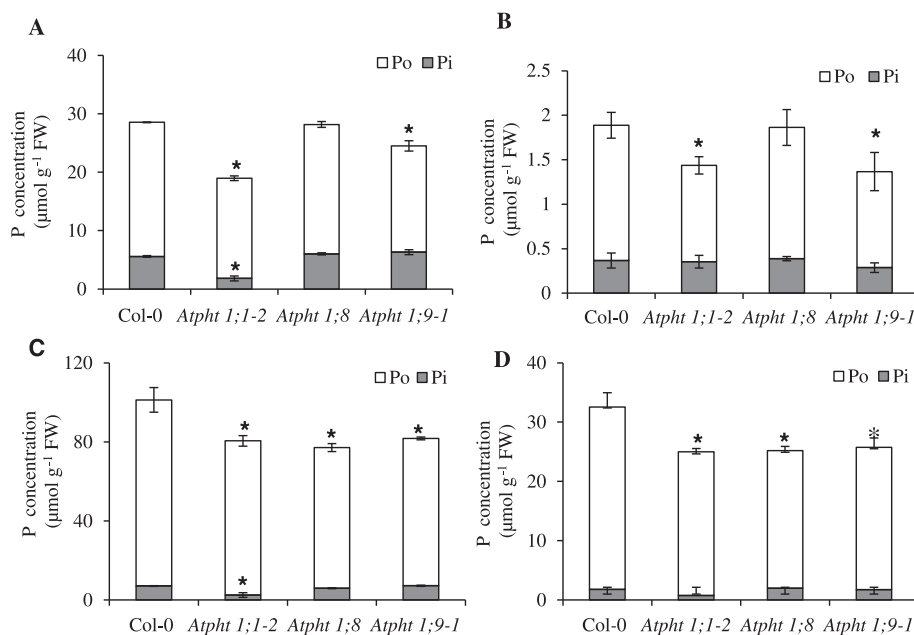 A
P concentration
(µmol g-1 FW)
40
30
20
10
0
Po Pi
*
*
*
Col-0 Atpht 1;1-2 Atpht 1;8 Atpht 1;9-1
B
P concentration
(µmol g-1 FW)
2.5
2
1.5
1
0.5
0
Po Pi
*
*
Col-0 Atpht 1;1-2 Atpht 1;8 Atpht 1;9-1
C
P concentration
(µmol g-1 FW)
120
80
40
0
Po Pi
* * *
*
Col-0 Atpht 1;1-2 Atpht 1;8 Atpht 1;9-1
D
P concentration
(µmol g-1 FW)
40
30
20
10
0
Po Pi
* * *
Col-0 Atpht 1;1-2 Atpht 1;8 Atpht 1;9-1